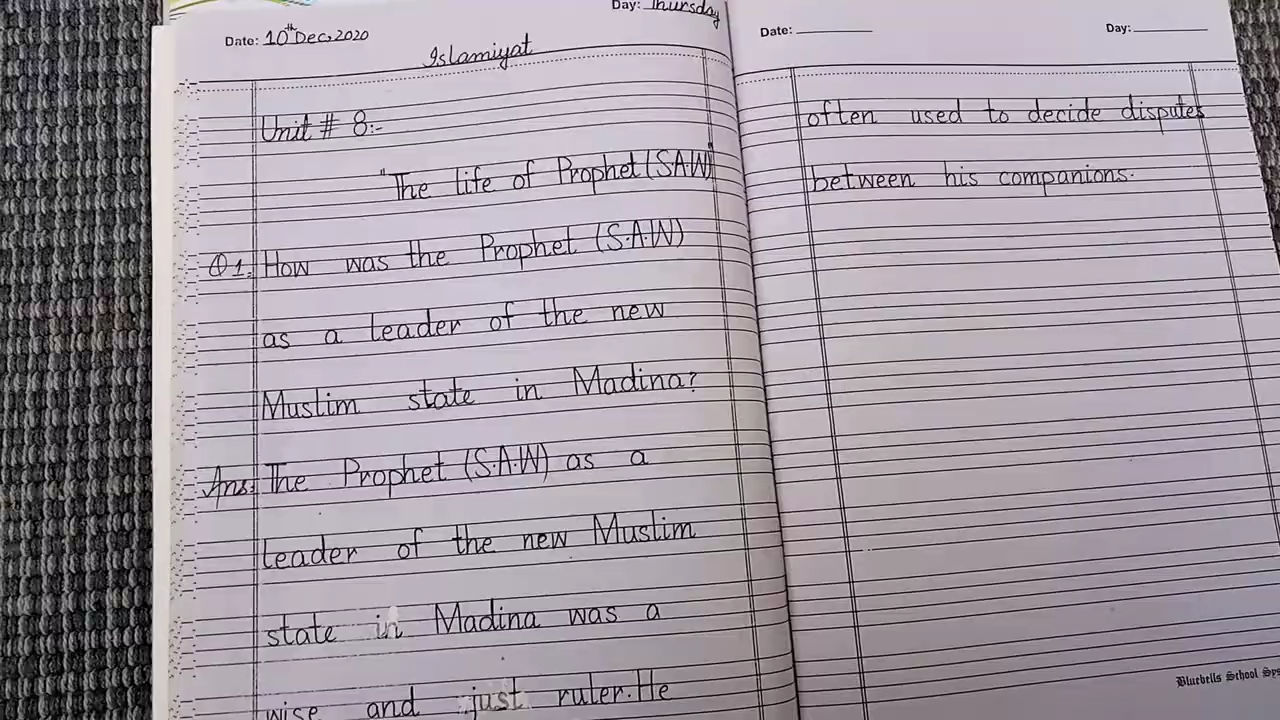 Day: Thursday
Date: 10th Dec, 2020
Islamiyat
Unit # 8:-
"The life of Prophet (S.A.W)"
Q1. How was the Prophet (S.A.W)
as a leader of the new
Muslim state in Madina?
Ans. The Prophet (S.A.W) as a
leader of the new Muslim
state in Madina was a
wise and just ruler. He
Date: Day:
often used to decide disputes
between his companions.
Bluebells School